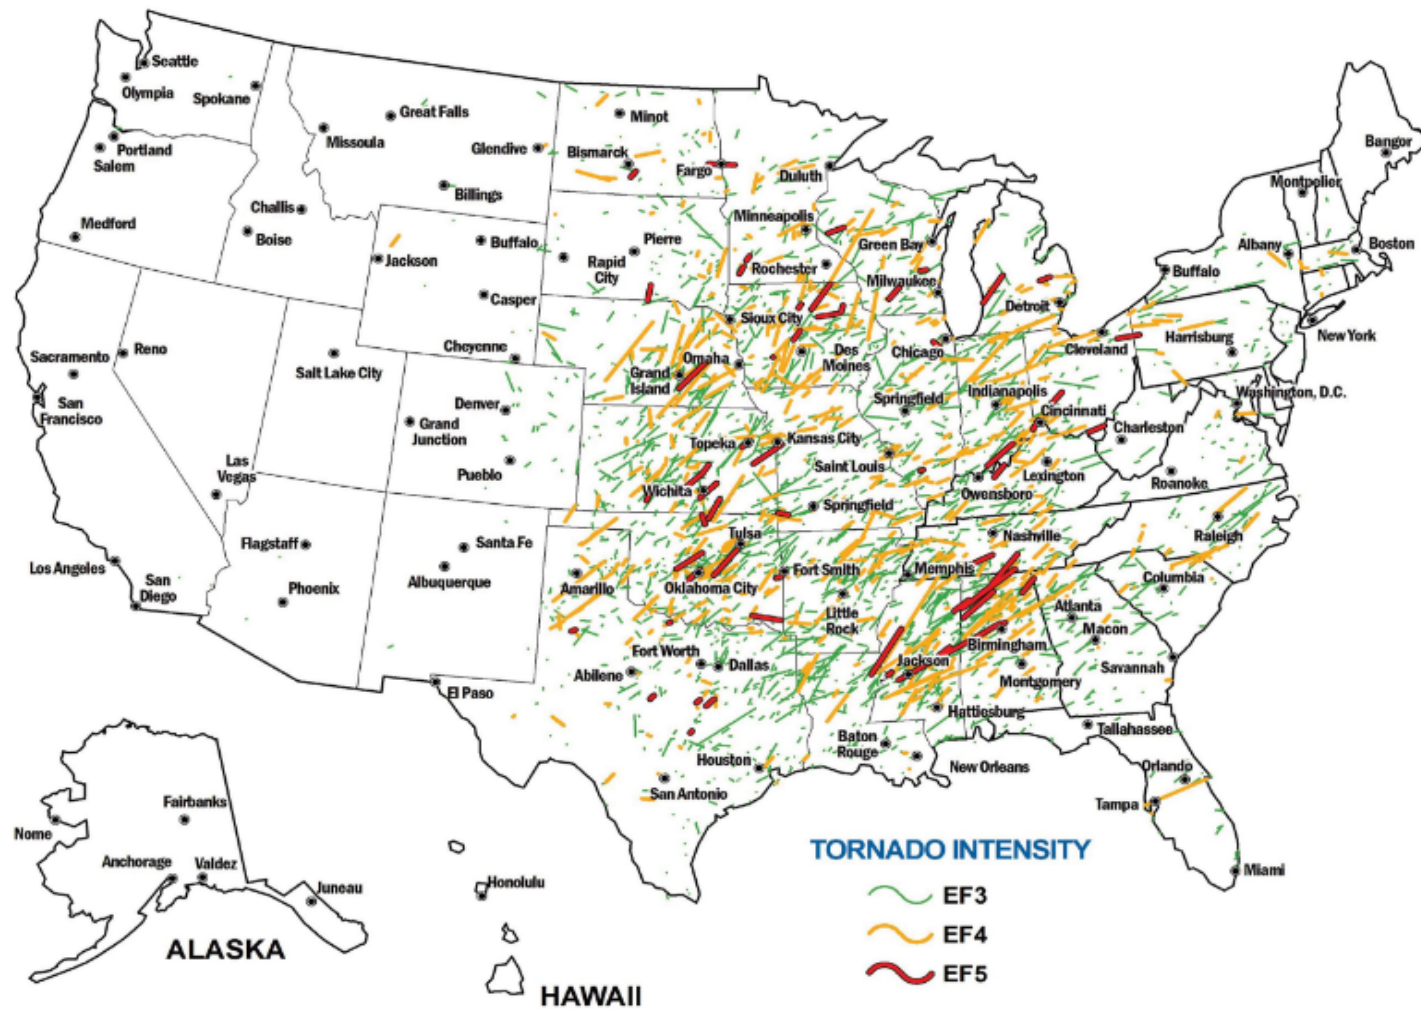 Seattle
Olympia
Spokane
Portland
Salem
Medford
Great Falls
Missoula
Glendive
Billings
Challis
Boise
Jackson
Buffalo
Casper
Cheyenne
Minot
Bismarck
Fargo
Duluth
Minneapolis
Pierre
Rapid
City
Rochester
Green Bay
Milwaukee
Detroit
Bangor
Montpelier
Albany
Boston
Buffalo
New York
Harrisburg
Cleveland
Washington, D.C.
Sioux City
Des
Moines
Omaha
Grand
Island
Chicago
Springfield
Indianapolis
Cincinnati
Charleston
Roanoke
Lexington
Owensboro
Saint Louis
Kansas City
Topeka
Wichita
Springfield
Reno
Sacramento
San
Francisco
Salt Lake City
Denver
Grand
Junction
Pueblo
Las
Vegas
Los Angeles
San
Diego
Flagstaff
Phoenix
Santa Fe
Albuquerque
El Paso
Amarillo
Tulsa
Oklahoma City
Fort Smith
Little
Rock
Memphis
Nashville
Raleigh
Columbia
Atlanta
Macon
Savannah
Birmingham
Montgomery
Jackson
Hattiesburg
Fort Worth
Dallas
Abilene
Houston
San Antonio
Baton
Rouge
New Orleans
Tallahassee
Orlando
Tampa
Miami
Fairbanks
Nome
Anchorage
Valdez
Juneau
ALASKA
Honolulu
HAWAII
TORNADO INTENSITY
EF3
EF4
EF5